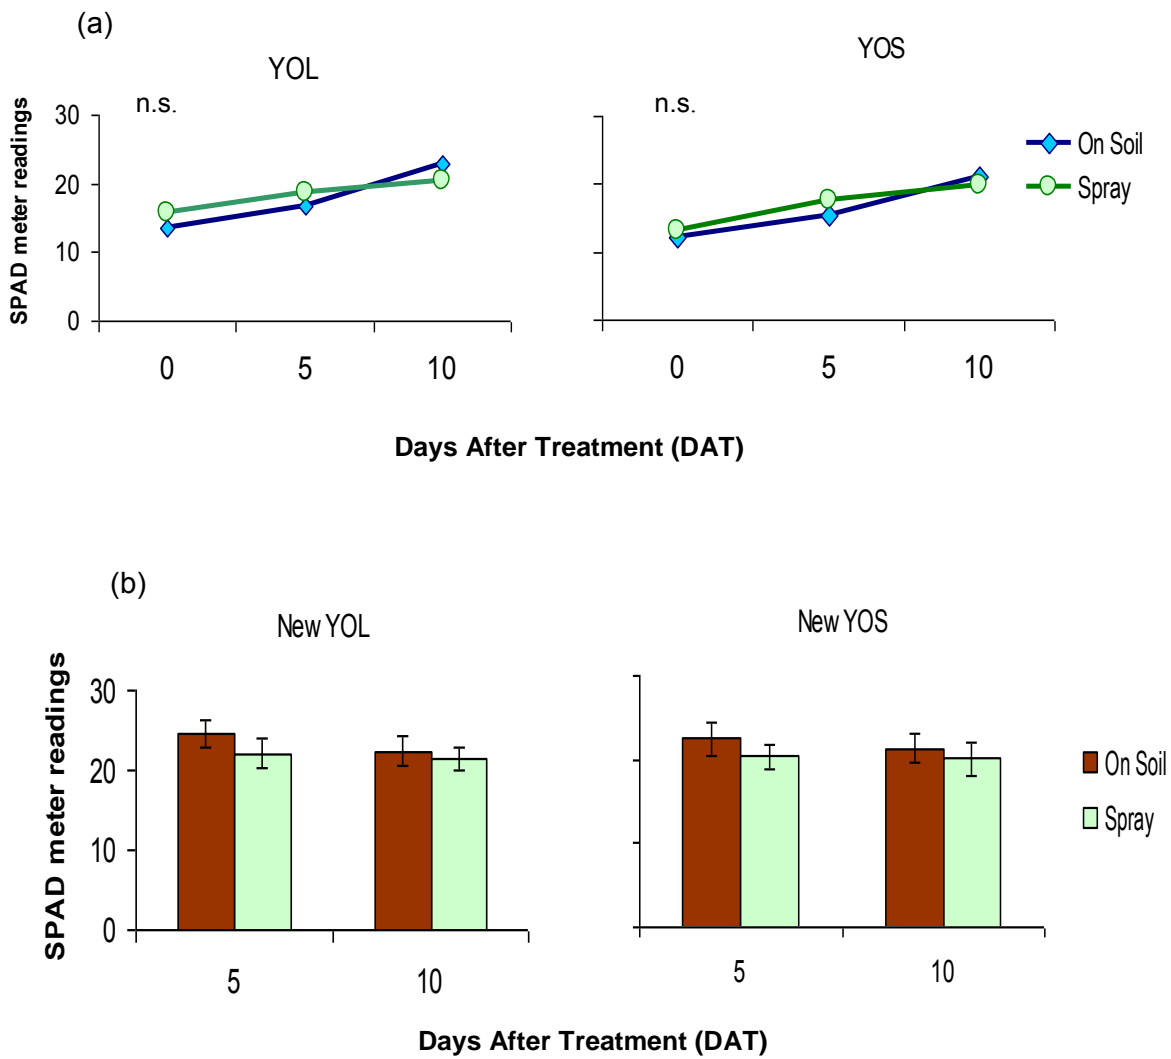 (a)
YOL
YOS
n.s.
n.s.
SPAD meter readings
30
20
10
0
0 5 10
0 5 10
On Soil
Spray
Days After Treatment (DAT)
(b)
New YOL
New YOS
SPAD meter readings
30
20
10
0
5 10
5 10
On Soil
Spray
Days After Treatment (DAT)